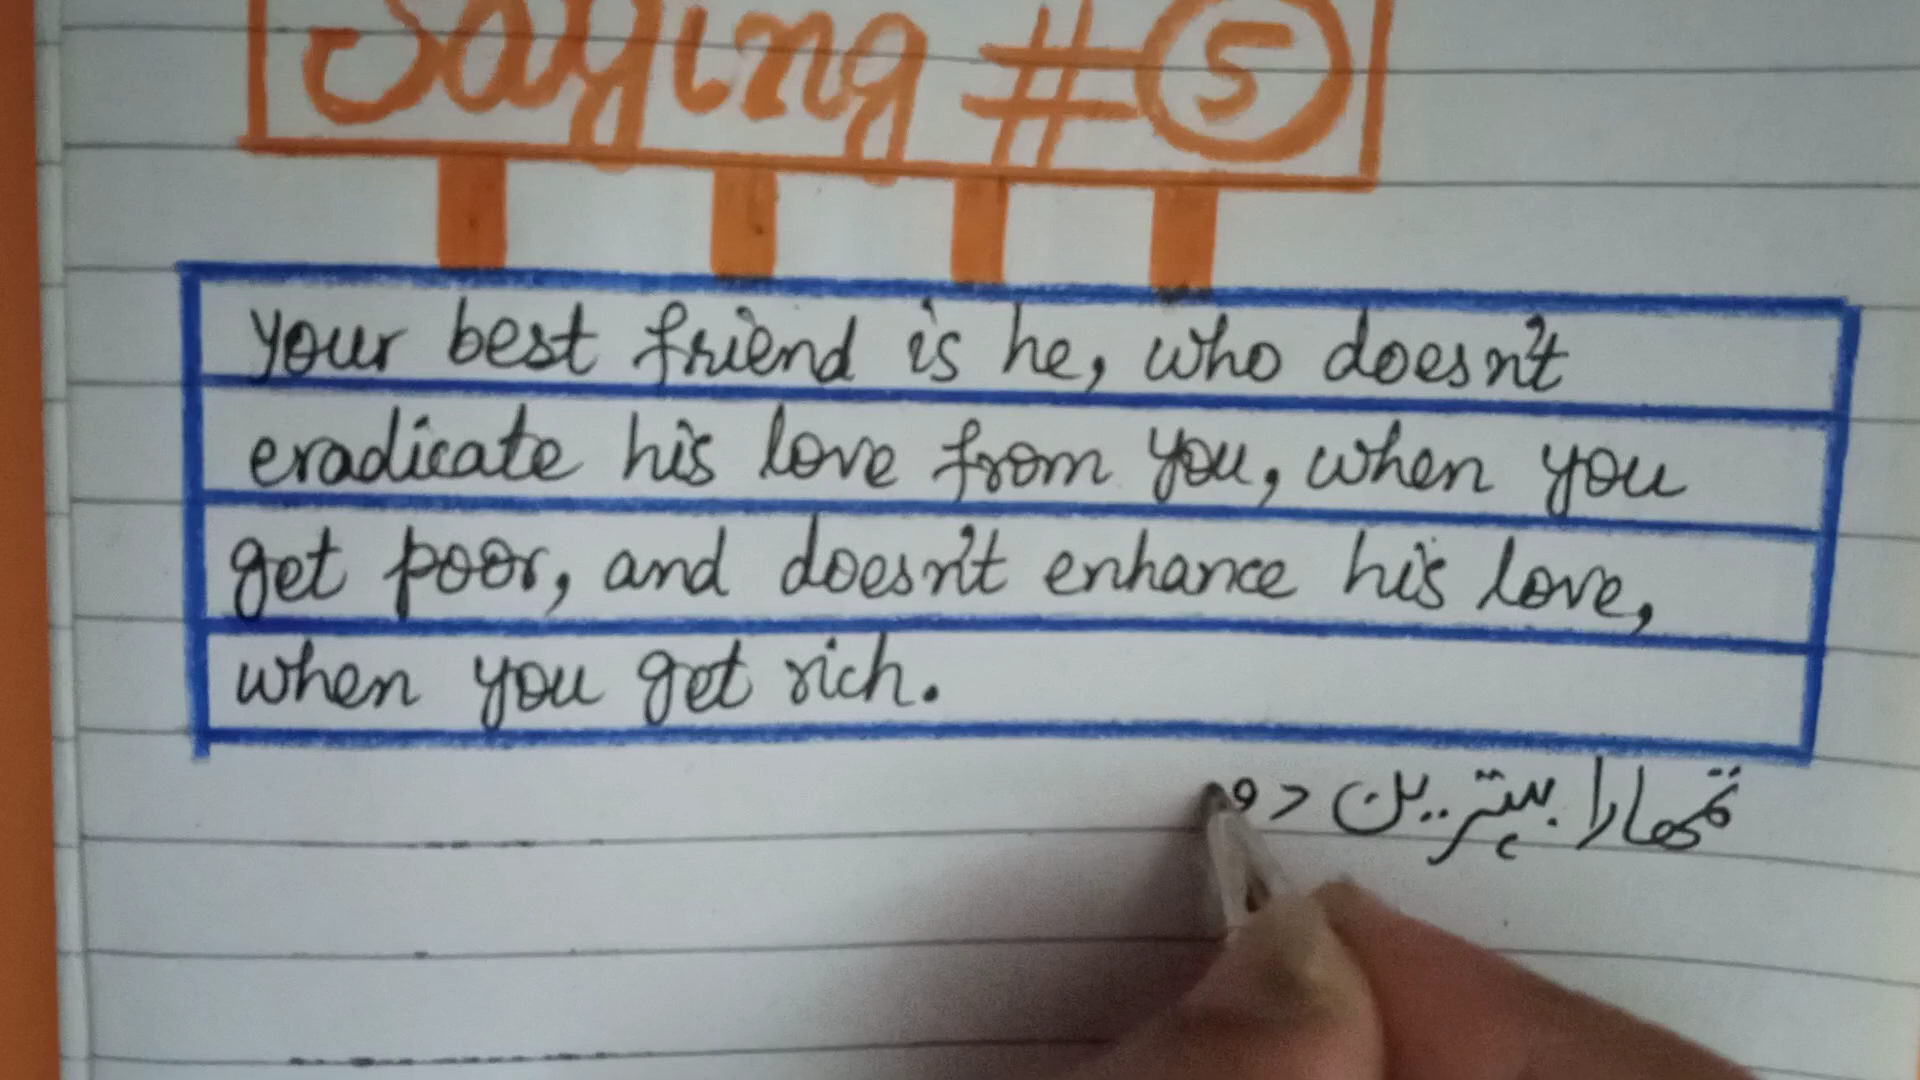 Saying # 5
your best friend is he, who doesn't
eradicate his love from you, when you
get poor, and doesn't enhance his love,
when you get rich.
تمھارا بہترین دو